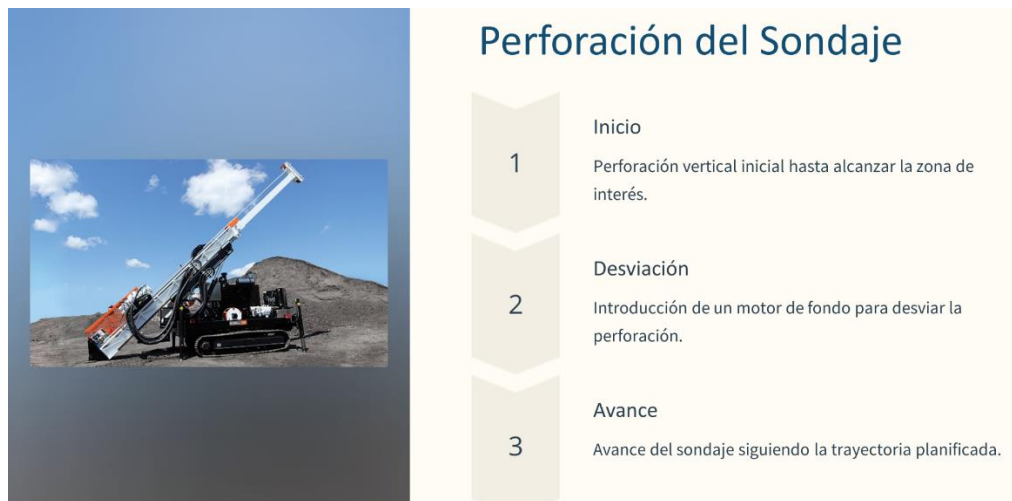 Perforación del Sondaje
1
Inicio
Perforación vertical inicial hasta alcanzar la zona de
interés.
2
Desviación
Introducción de un motor de fondo para desviar la
perforación.
3
Avance
Avance del sondaje siguiendo la trayectoria planificada.